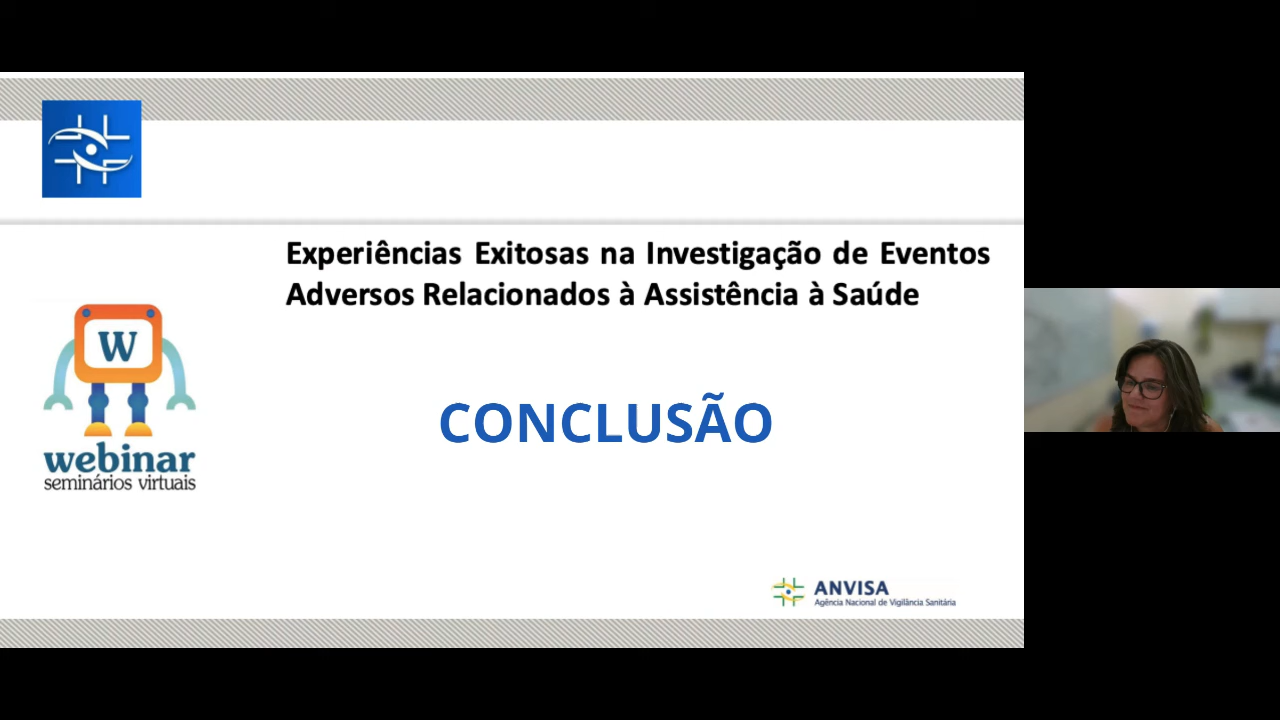 Experiências Exitosas na Investigação de Eventos
Adversos Relacionados à Assistência à Saúde
W
CONCLUSÃO
webinar
seminários virtuais
ANVISA
Agência Nacional de Vigilância Sanitária